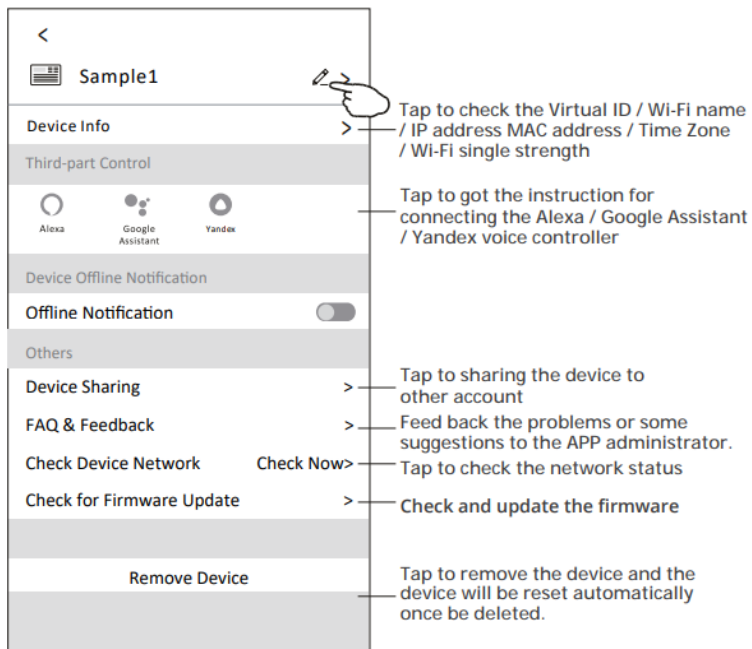 <
Sample1 >
Device Info >
Tap to check the Virtual ID / Wi-Fi name
/ IP address MAC address / Time Zone
/ Wi-Fi single strength
Third-part Control
Alexa
Google
Assistant
Yandex
Tap to got the instruction for
connecting the Alexa / Google Assistant
/ Yandex voice controller
Device Offline Notification
Offline Notification
Others
Device Sharing >
Tap to sharing the device to
other account
FAQ & Feedback >
Feed back the problems or some
suggestions to the APP administrator.
Check Device Network Check Now>
Tap to check the network status
Check for Firmware Update >
Check and update the firmware
Remove Device
Tap to remove the device and the
device will be reset automatically
once be deleted.